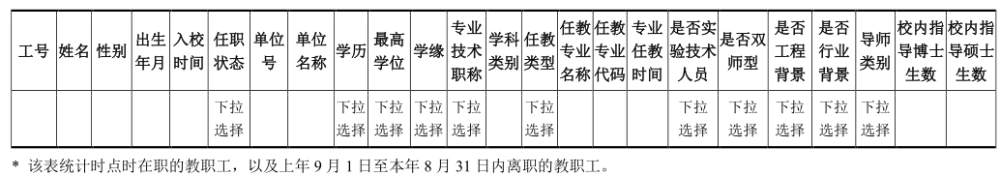 工号 姓名 性别 出生年月 入校时间 任职状态 单位号 单位名称 学历 最高学位 学缘 专业技术职称 学科类别 任教类型 任教专业名称 任教专业代码 专业任教时间 是否实验技术人员 是否双师型 是否工程背景 是否行业背景 导师类别 校内指导博士生数 校内指导硕士生数
下拉选择 下拉选择 下拉选择 下拉选择 下拉选择 下拉选择 下拉选择 下拉选择 下拉选择 下拉选择 下拉选择
* 该表统计时点时在职的教职工，以及上年 9 月 1 日至本年 8 月 31 日内离职的教职工。